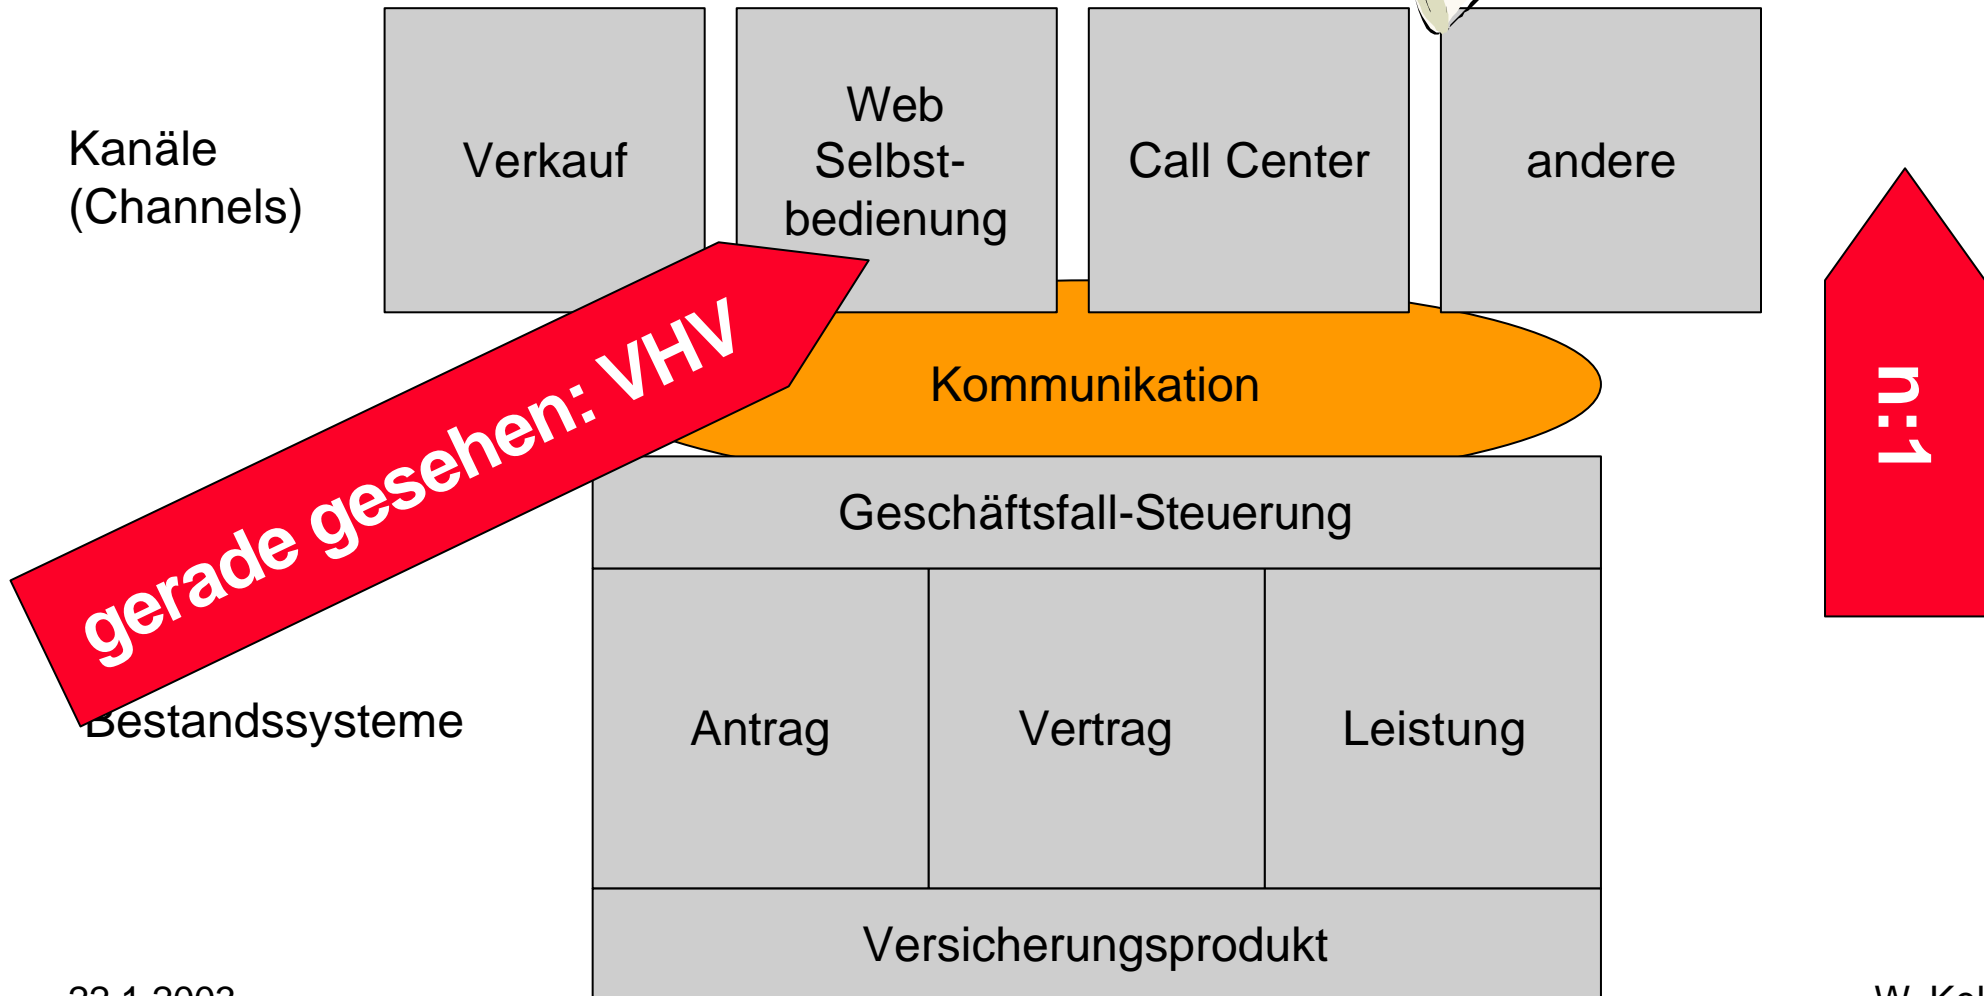 Kanäle
(Channels)
Verkauf
Web
Selbst-
bedienung
Call Center
andere
Kommunikation
gerade gesehen: VHV
n:1
Geschäftsfall-Steuerung
Bestandssysteme
Antrag
Vertrag
Leistung
Versicherungsprodukt